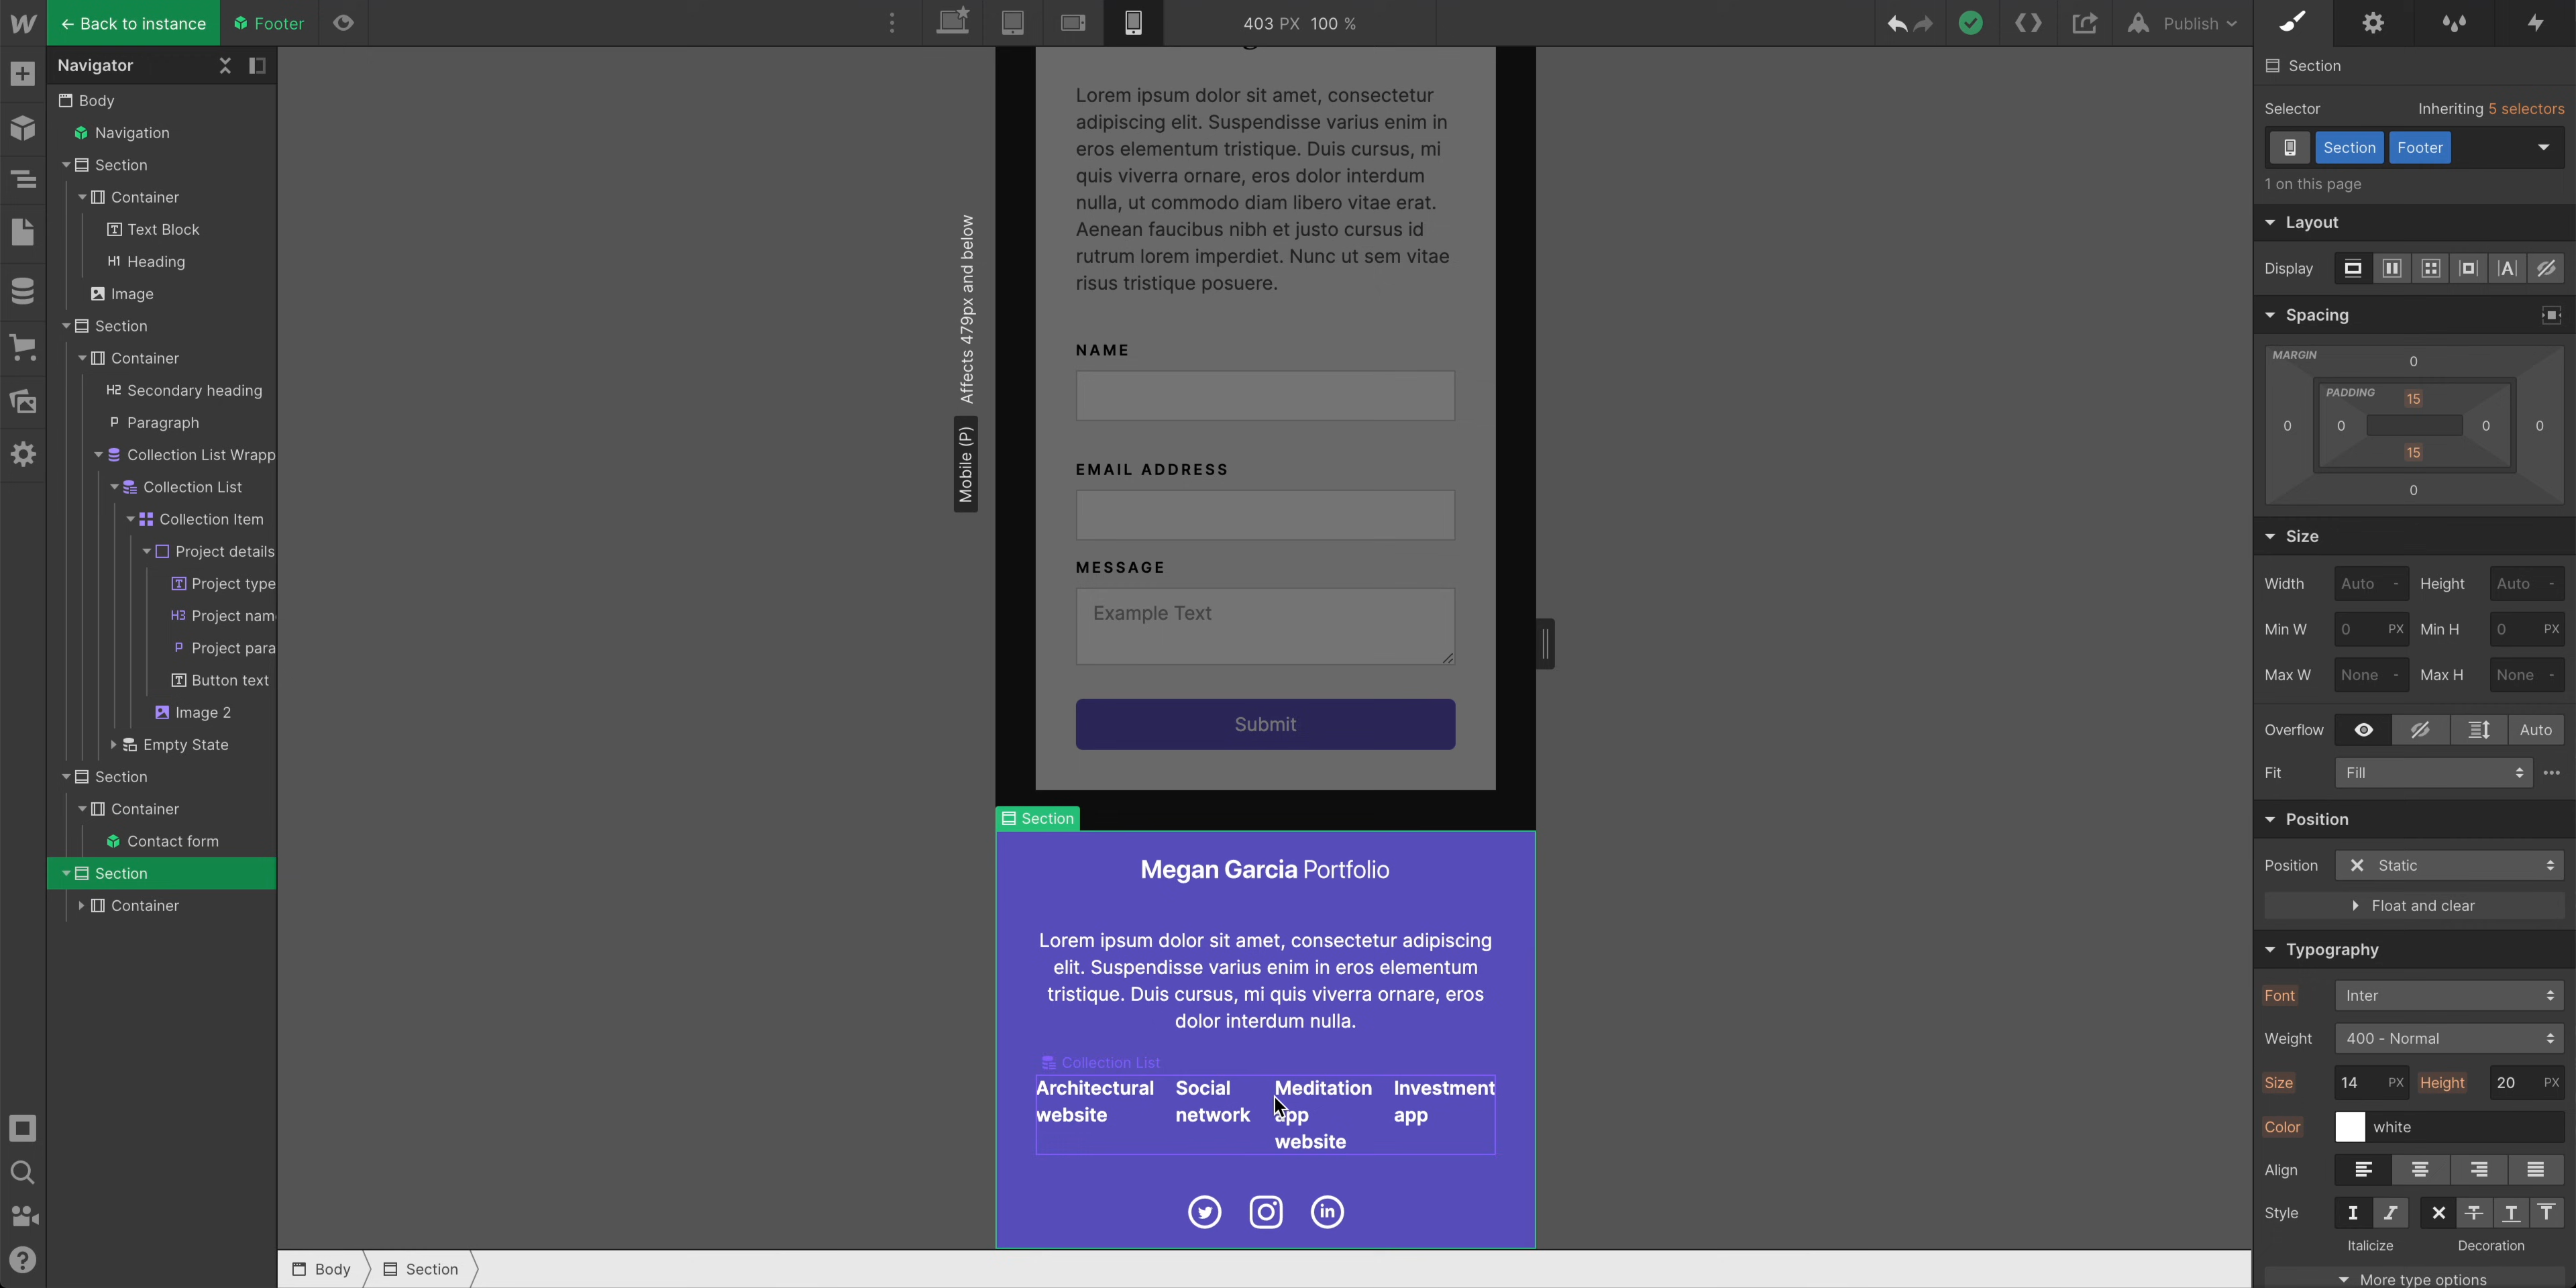 Back to instance
Footer
403 PX 100 %
Publish
Navigator
Body
Navigation
Section
Container
Text Block
H1 Heading
Image
Section
Container
H2 Secondary heading
P Paragraph
Collection List Wrapp
Collection List
Collection Item
Project details
Project type
H3 Project nam
P Project para
Button text
Image 2
Empty State
Section
Container
Contact form
Section
Container
Affects 479px and below
Mobile (P)
Lorem ipsum dolor sit amet, consectetur
adipiscing elit. Suspendisse varius enim in
eros elementum tristique. Duis cursus, mi
quis viverra ornare, eros dolor interdum
nulla, ut commodo diam libero vitae erat.
Aenean faucibus nibh et justo cursus id
rutrum lorem imperdiet. Nunc ut sem vitae
risus tristique posuere.
NAME
EMAIL ADDRESS
MESSAGE
Example Text
Submit
Section
Megan Garcia Portfolio
Lorem ipsum dolor sit amet, consectetur adipiscing
elit. Suspendisse varius enim in eros elementum
tristique. Duis cursus, mi quis viverra ornare, eros
dolor interdum nulla.
Collection List
Architectural website
Social network
Meditation app website
Investment app
Body
Section
Section
Selector
Inheriting 5 selectors
Section Footer
1 on this page
Layout
Display
Spacing
MARGIN
0
PADDING
15
0 0 0 0
15
0
Size
Width Auto - Height Auto -
Min W 0 PX Min H 0 PX
Max W None - Max H None -
Overflow Auto
Fit Fill
Position
Position Static
Float and clear
Typography
Font Inter
Weight 400 - Normal
Size 14 PX Height 20 PX
Color white
Align
Style
Italicize Decoration
More type options